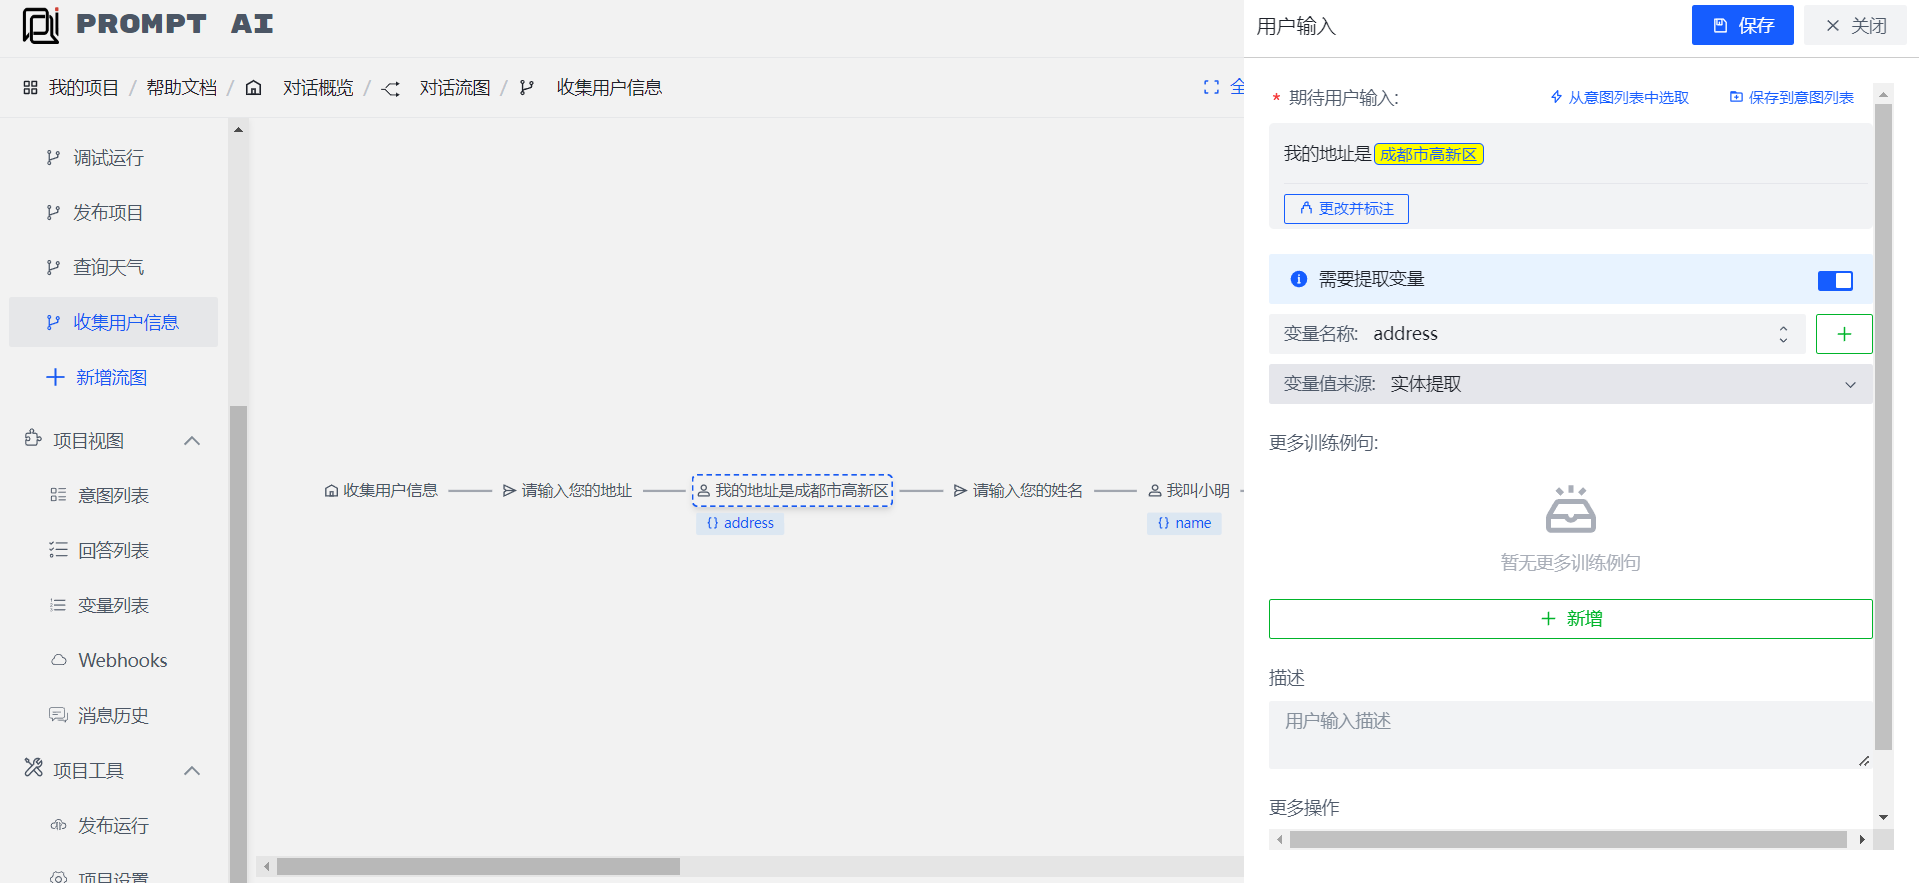 PROMPT AI
我的项目 / 帮助文档 / 对话概览 / 对话流图 / 收集用户信息
全
调试运行
发布项目
查询天气
收集用户信息
新增流图
项目视图
意图列表
回答列表
变量列表
Webhooks
消息历史
项目工具
发布运行
项目设置
收集用户信息
请输入您的地址
我的地址是成都市高新区
{} address
请输入您的姓名
我叫小明
{} name
用户输入
保存
关闭
* 期待用户输入:
从意图列表中选取
保存到意图列表
我的地址是 成都市高新区
更改并标注
需要提取变量
变量名称: address
变量值来源: 实体提取
更多训练例句:
暂无更多训练例句
新增
描述
用户输入描述
更多操作